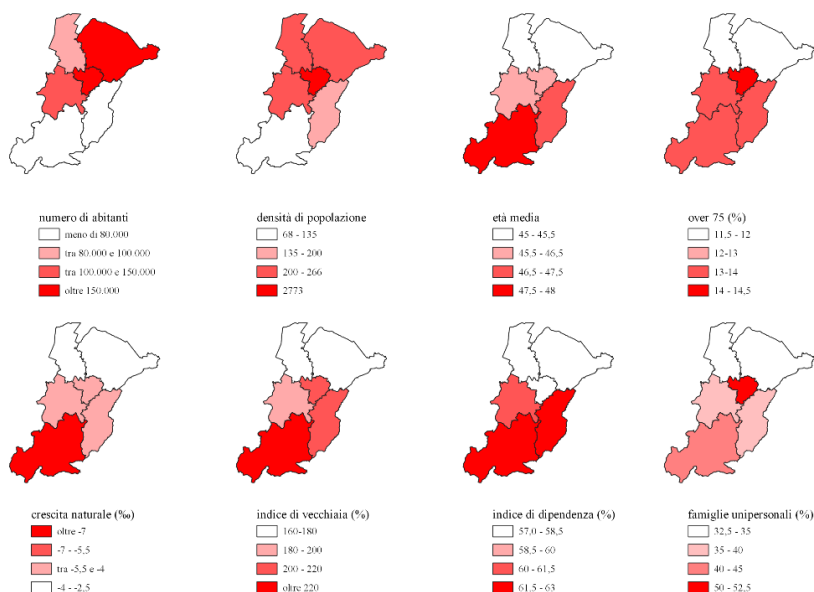 numero di abitanti
meno di 80.000
tra 80.000 e 100.000
tra 100.000 e 150.000
oltre 150.000
densità di popolazione
68 - 135
135 - 200
200 - 266
2773
età media
45 - 45,5
45,5 - 46,5
46,5 - 47,5
47,5 - 48
over 75 (%)
11,5 - 12
12-13
13-14
14 - 14,5
crescita naturale (‰)
oltre -7
-7 - -5,5
tra -5,5 e -4
-4 - -2,5
indice di vecchiaia (%)
160-180
180 - 200
200 - 220
oltre 220
indice di dipendenza (%)
57,0 - 58,5
58,5 - 60
60 - 61,5
61,5 - 63
famiglie unipersonali (%)
32,5 - 35
35 - 40
40 - 45
50 - 52,5